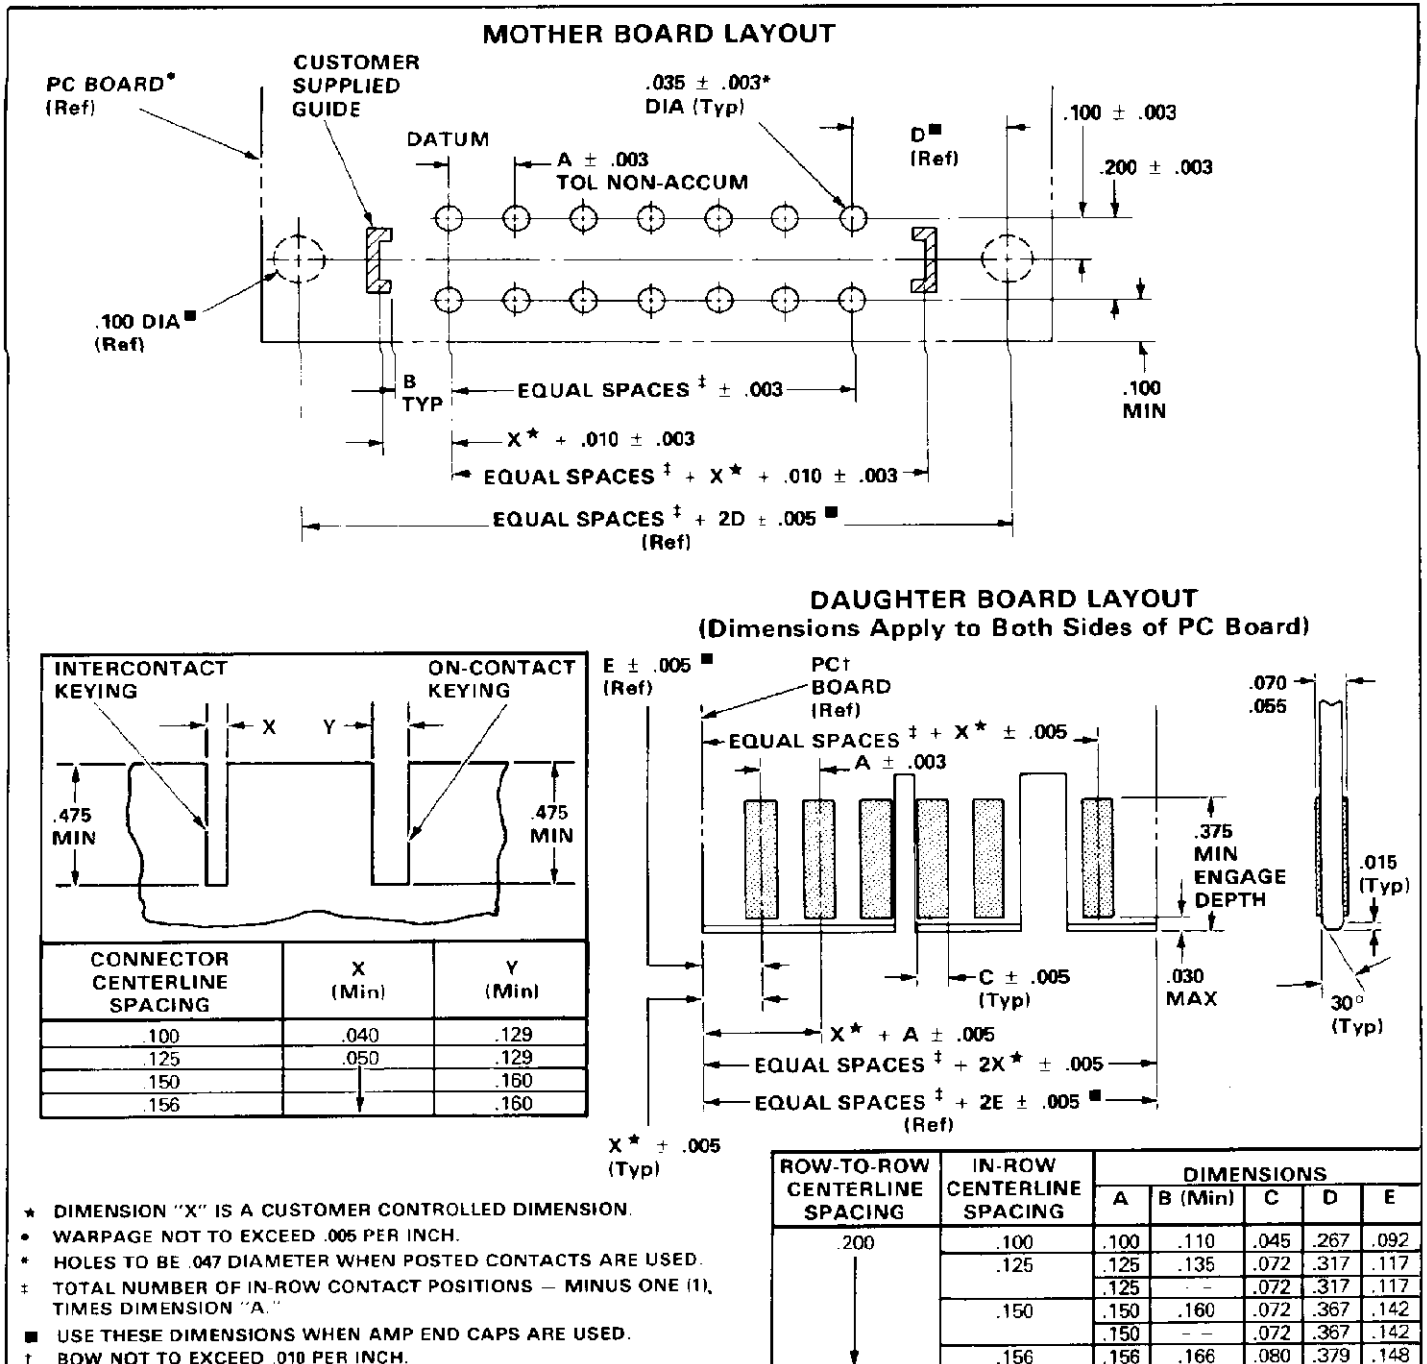 MOTHER BOARD LAYOUT
PC BOARD*
(Ref)
CUSTOMER
SUPPLIED
GUIDE
.035 ± .003*
DIA (Typ)
DATUM
A ± .003
TOL NON-ACCUM
D■
(Ref)
.100 ± .003
.200 ± .003
.100 DIA■
(Ref)
B
TYP
EQUAL SPACES ‡ ± .003
.100
MIN
X★ + .010 ± .003
EQUAL SPACES ‡ + X★ + .010 ± .003
EQUAL SPACES ‡ + 2D ± .005 ■
(Ref)
DAUGHTER BOARD LAYOUT
(Dimensions Apply to Both Sides of PC Board)
INTERCONTACT
KEYING
ON-CONTACT
KEYING
X
Y
.475
MIN
.475
MIN
CONNECTOR CENTERLINE SPACING X (Min) Y (Min)
.100 .040 .129
.125 .050 .129
.150 .160
.156 .160
E ± .005 ■
(Ref)
PC†
BOARD
(Ref)
EQUAL SPACES ‡ + X★ ± .005
A ± .003
.070
.055
.375
MIN
ENGAGE
DEPTH
.015
(Typ)
C ± .005
(Typ)
.030
MAX
30°
(Typ)
X★ + A ± .005
EQUAL SPACES ‡ + 2X★ ± .005
EQUAL SPACES ‡ + 2E ± .005 ■
(Ref)
X★ ± .005
(Typ)
★ DIMENSION "X" IS A CUSTOMER CONTROLLED DIMENSION.
• WARPAGE NOT TO EXCEED .005 PER INCH.
* HOLES TO BE .047 DIAMETER WHEN POSTED CONTACTS ARE USED.
‡ TOTAL NUMBER OF IN-ROW CONTACT POSITIONS — MINUS ONE (1),
TIMES DIMENSION "A."
■ USE THESE DIMENSIONS WHEN AMP END CAPS ARE USED.
† BOW NOT TO EXCEED .010 PER INCH.
ROW-TO-ROW CENTERLINE SPACING IN-ROW CENTERLINE SPACING DIMENSIONS
A B (Min) C D E
.200 .100 .100 .110 .045 .267 .092
.125 .125 .135 .072 .317 .117
.125 -- .072 .317 .117
.150 .150 .160 .072 .367 .142
.150 -- .072 .367 .142
.156 .156 .166 .080 .379 .148